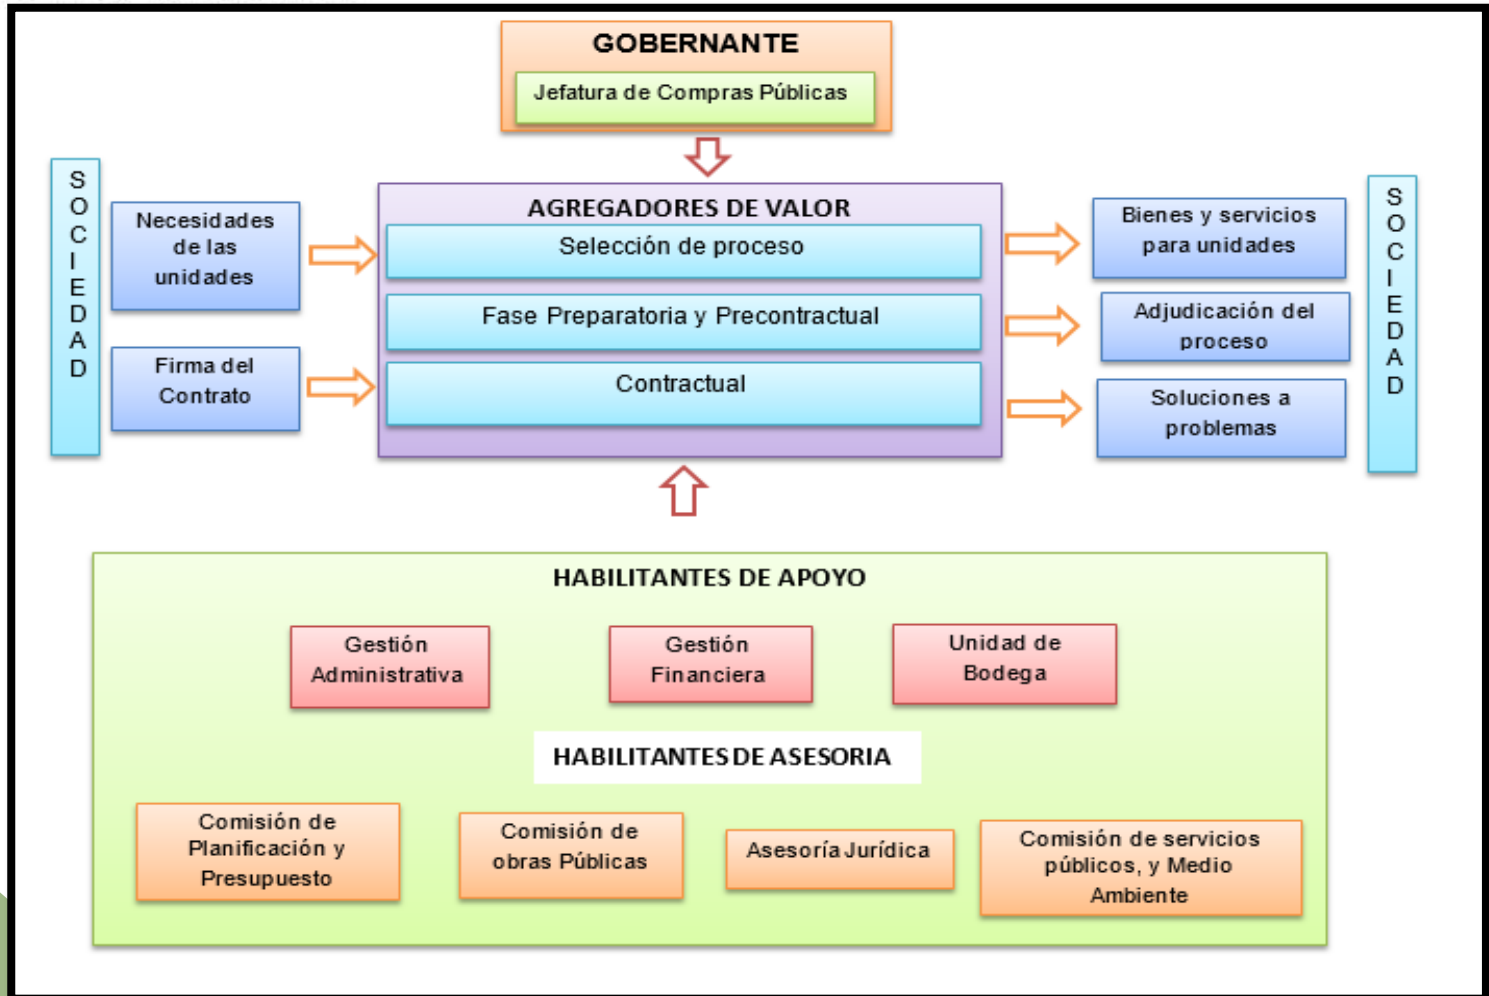 GOBERNANTE
Jefatura de Compras Públicas
SOCIEDAD
Necesidades
de las
unidades
Firma del
Contrato
AGREGADORES DE VALOR
Selección de proceso
Fase Preparatoria y Precontractual
Contractual
Bienes y servicios
para unidades
Adjudicación del
proceso
Soluciones a
problemas
SOCIEDAD
HABILITANTES DE APOYO
Gestión
Administrativa
Gestión
Financiera
Unidad de
Bodega
HABILITANTES DE ASESORIA
Comisión de
Planificación y
Presupuesto
Comisión de
obras Públicas
Asesoría Jurídica
Comisión de servicios
públicos, y Medio
Ambiente